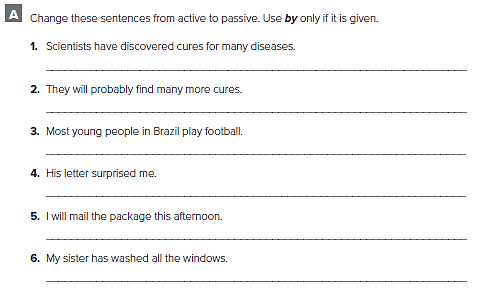 A Change these sentences from active to passive. Use by only if it is given.
1. Scientists have discovered cures for many diseases.
2. They will probably find many more cures.
3. Most young people in Brazil play football.
4. His letter surprised me.
5. I will mail the package this afternoon.
6. My sister has washed all the windows.